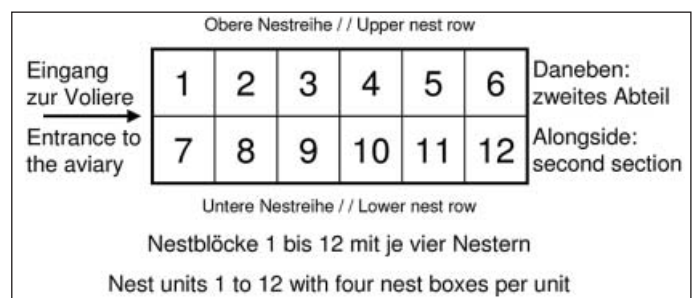 Obere Nestreihe // Upper nest row
Eingang
zur Voliere
Entrance to
the aviary
1 2 3 4 5 6
7 8 9 10 11 12
Daneben:
zweites Abteil
Alongside:
second section
Untere Nestreihe // Lower nest row
Nestblöcke 1 bis 12 mit je vier Nestern
Nest units 1 to 12 with four nest boxes per unit